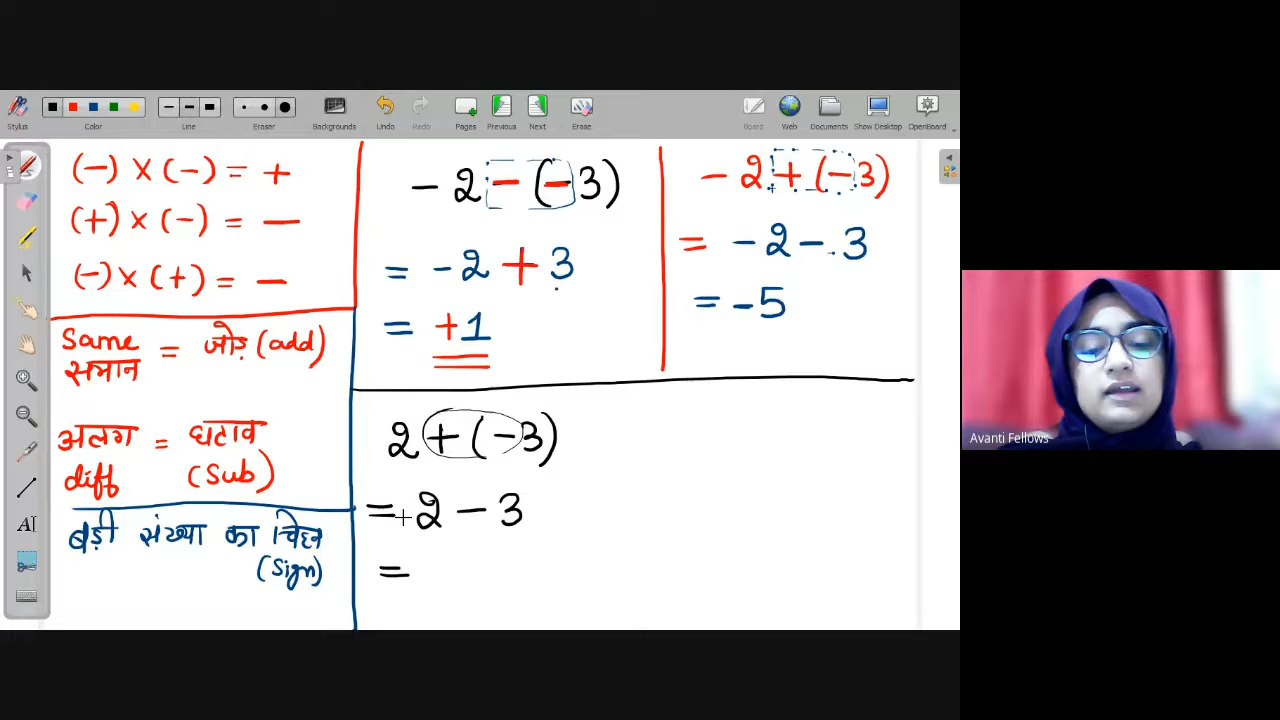 Stylus Color Line Eraser Backgrounds Undo Redo Pages Previous Next Erase Board Web Documents Show Desktop OpenBoard
(-) × (-) = +
(+) × (-) = -
(-) × (+) = -
Same = जोड़ (add)
समान
अलग = घटाव
diff (Sub)
बड़ी संख्या का चिह्न
(Sign)
- 2 - (-3)
= -2 + 3
= +1
- 2 + (-3)
= -2 - 3
= -5
2 + (-3)
= 2 - 3
=
Avanti Fellows